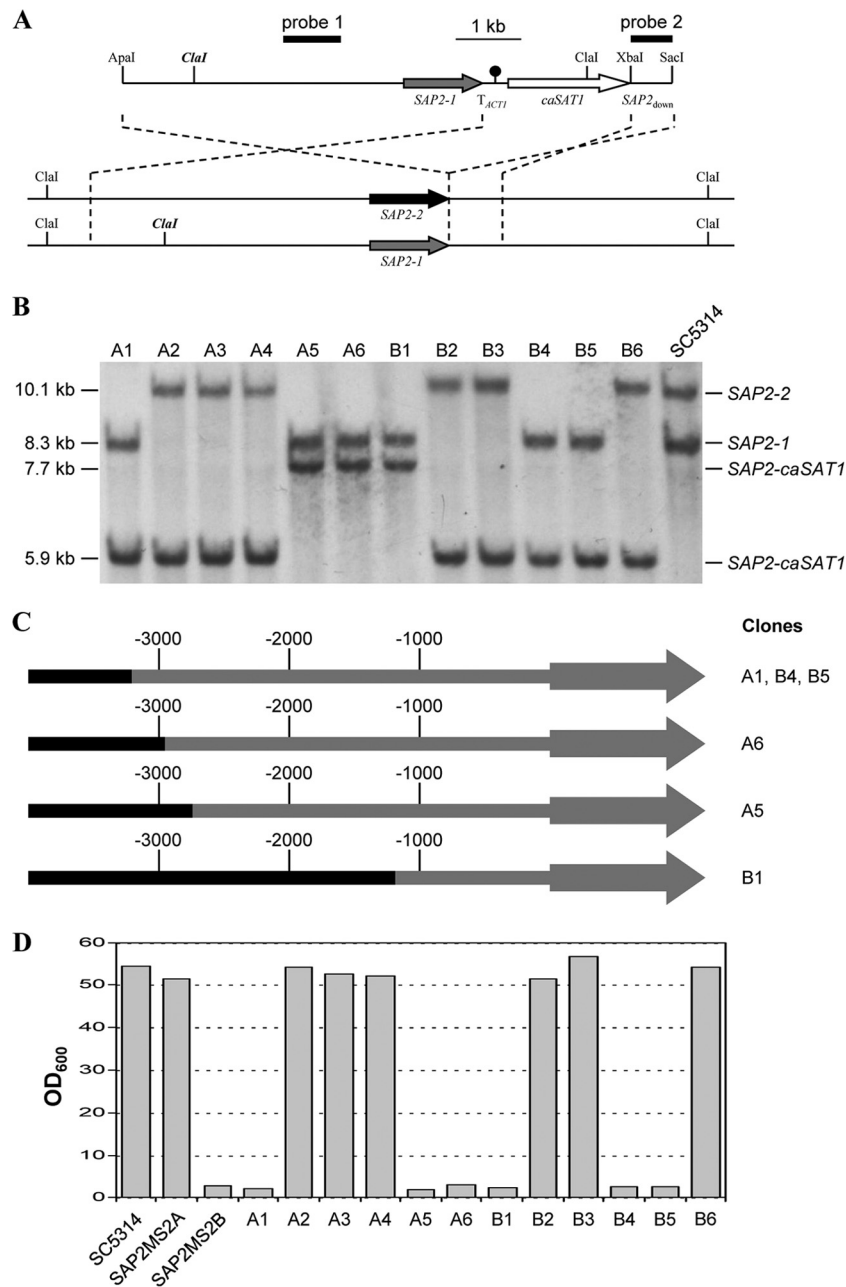 A
probe 1
1 kb
probe 2
ApaI ClaI ClaI XbaI SacI
SAP2-1 TACT1 caSAT1 SAP2down
ClaI ClaI
SAP2-2
ClaI ClaI ClaI
SAP2-1
B
A1 A2 A3 A4 A5 A6 B1 B2 B3 B4 B5 B6 SC5314
10.1 kb SAP2-2
8.3 kb SAP2-1
7.7 kb SAP2-caSAT1
5.9 kb SAP2-caSAT1
C
Clones
-3000 -2000 -1000
A1, B4, B5
-3000 -2000 -1000
A6
-3000 -2000 -1000
A5
-3000 -2000 -1000
B1
D
60
50
40
30
20
10
0
OD600
SC5314 SAP2MS2A SAP2MS2B A1 A2 A3 A4 A5 A6 B1 B2 B3 B4 B5 B6